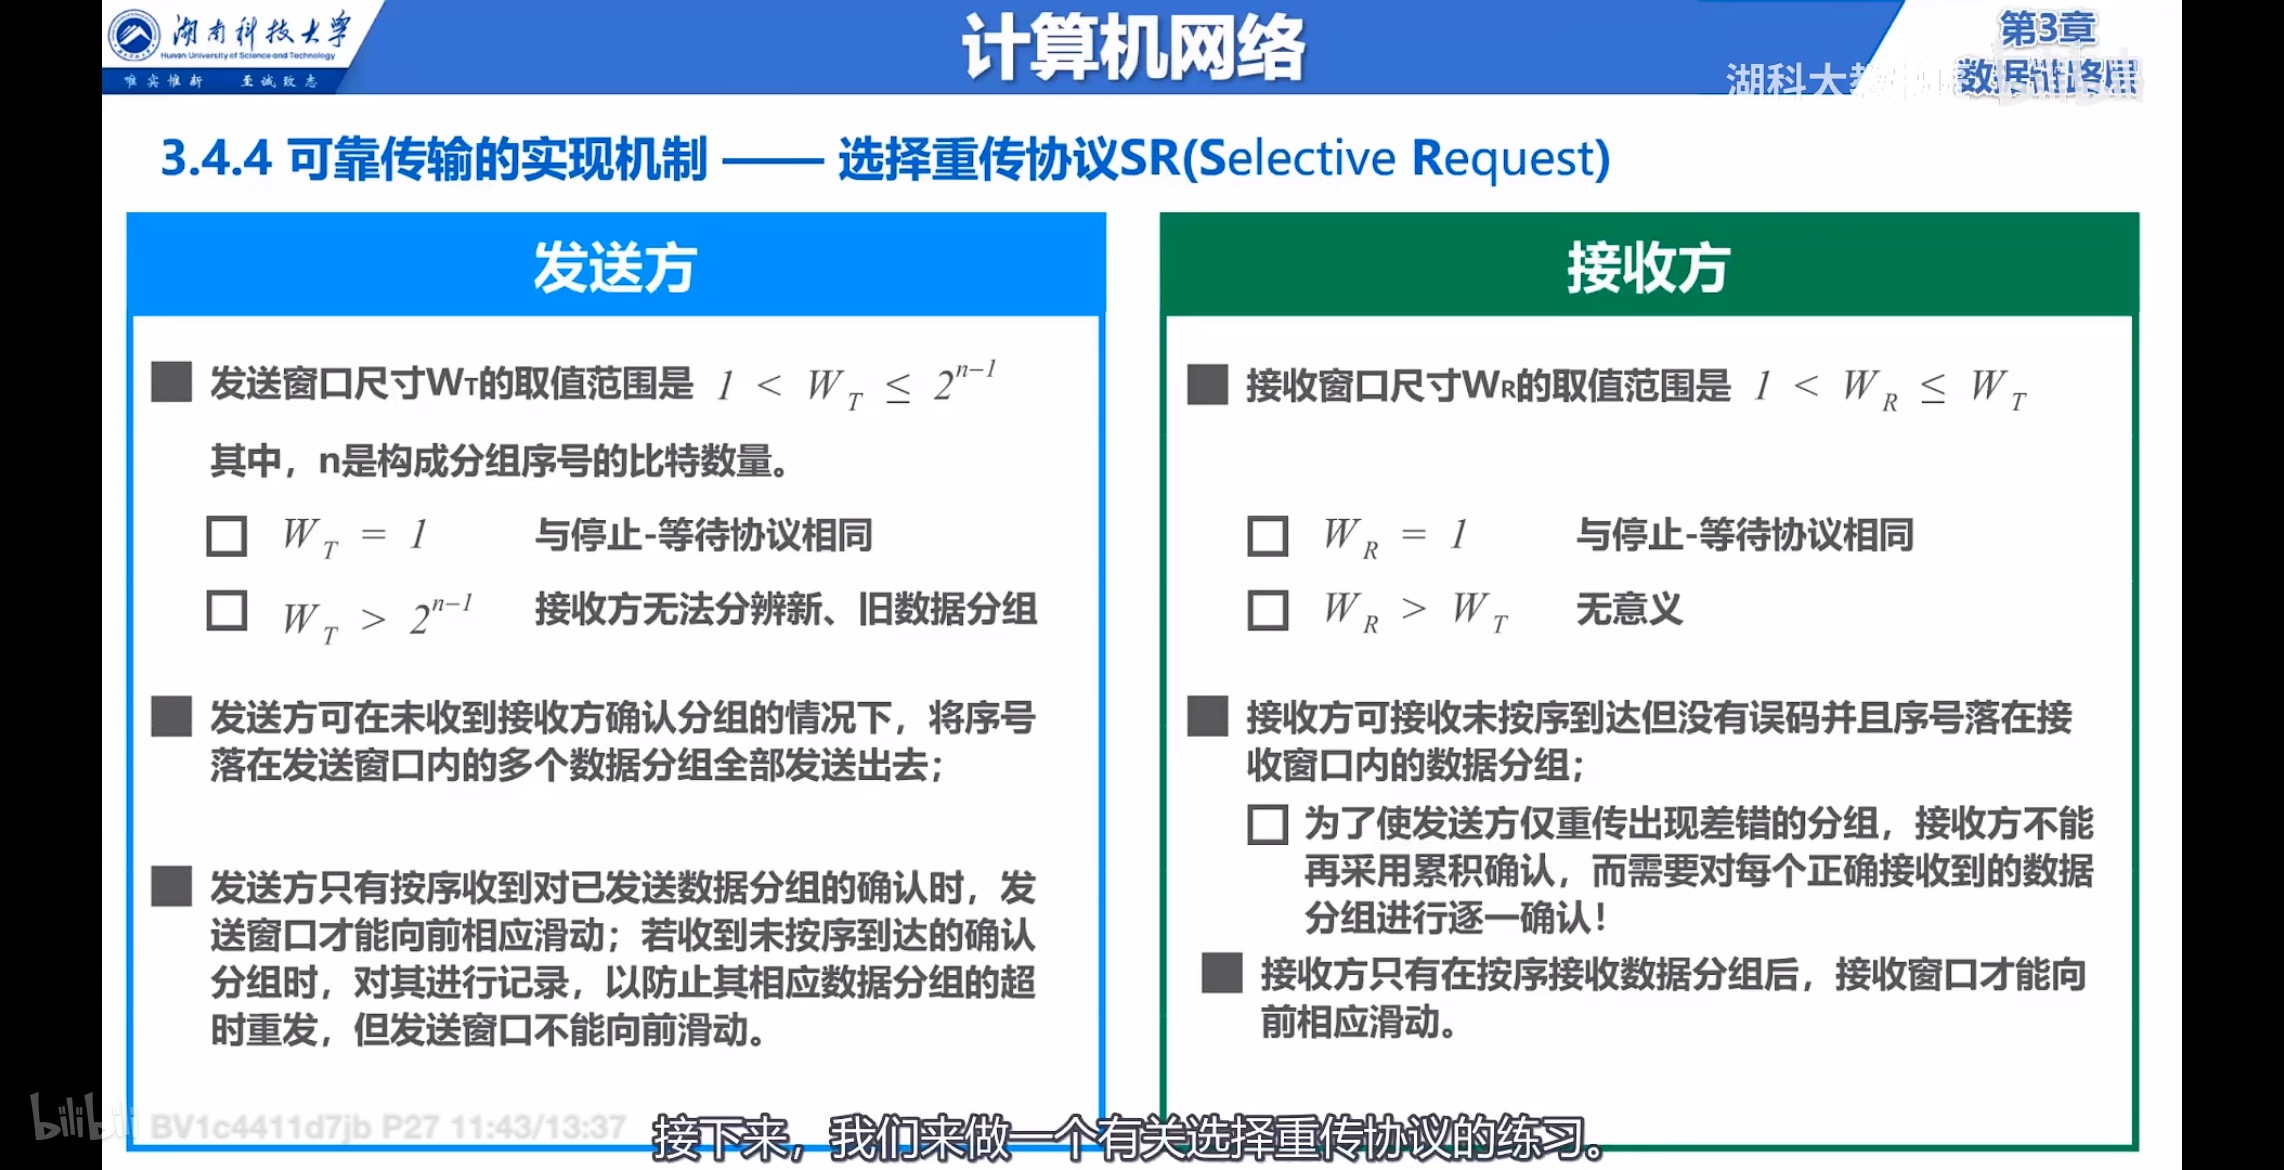 湖南科技大学
Hunan University of Science and Technology
唯实惟新 至诚致志
计算机网络
第3章
数据链路层
湖科大教
3.4.4 可靠传输的实现机制 —— 选择重传协议SR(Selective Request)
发送方
发送窗口尺寸WT的取值范围是 1 < W_T ≤ 2^{n-1}
其中，n是构成分组序号的比特数量。
W_T = 1 与停止-等待协议相同
W_T > 2^{n-1} 接收方无法分辨新、旧数据分组
发送方可在未收到接收方确认分组的情况下，将序号
落在发送窗口内的多个数据分组全部发送出去；
发送方只有按序收到对已发送数据分组的确认时，发
送窗口才能向前相应滑动；若收到未按序到达的确认
分组时，对其进行记录，以防止其相应数据分组的超
时重发，但发送窗口不能向前滑动。
接收方
接收窗口尺寸WR的取值范围是 1 < W_R ≤ W_T
W_R = 1 与停止-等待协议相同
W_R > W_T 无意义
接收方可接收未按序到达但没有误码并且序号落在接
收窗口内的数据分组；
为了使发送方仅重传出现差错的分组，接收方不能
再采用累积确认，而需要对每个正确接收到的数据
分组进行逐一确认！
接收方只有在按序接收数据分组后，接收窗口才能向
前相应滑动。
bilibili BV1c4411d7jb P27 11:43/13:37
接下来，我们来做一个有关选择重传协议的练习。